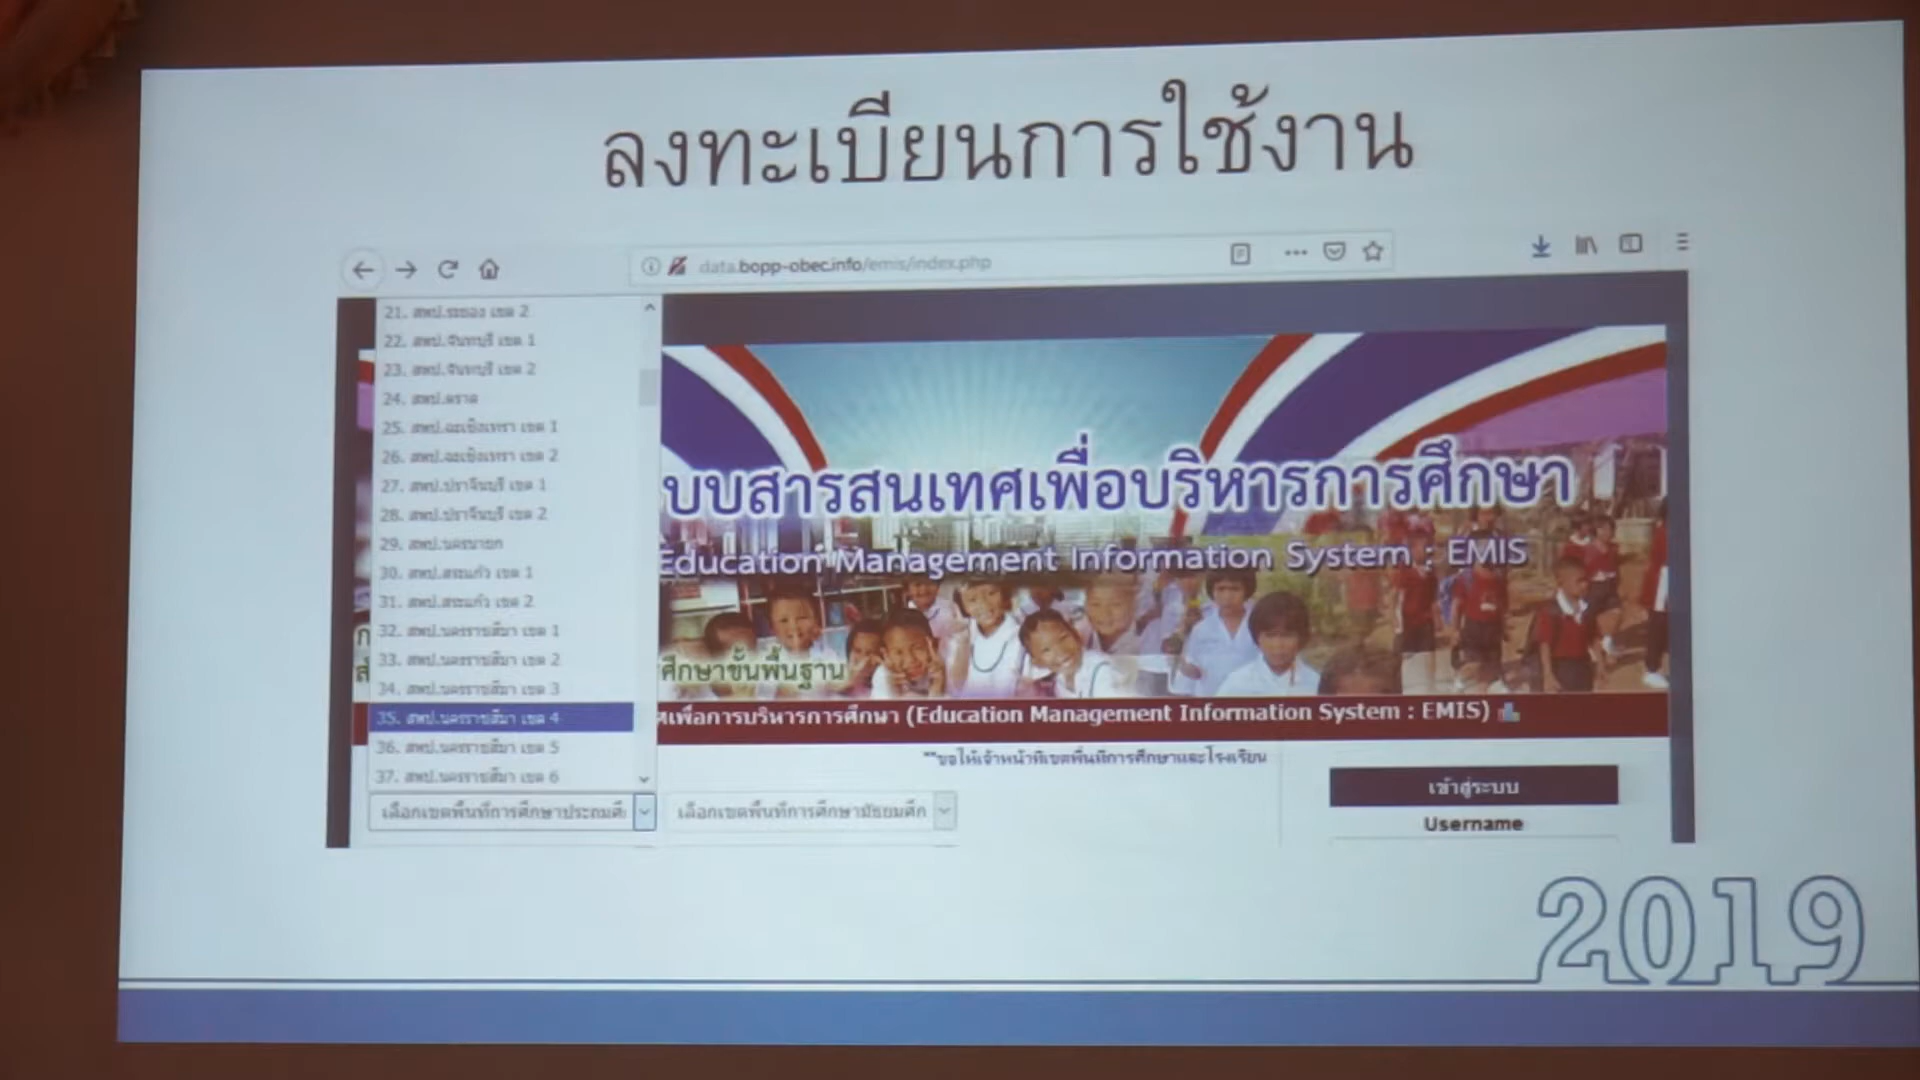 ลงทะเบียนการใช้งาน
data.bopp-obec.info/emis/index.php
21. สพป.ระยอง เขต 2
22. สพป.จันทบุรี เขต 1
23. สพป.จันทบุรี เขต 2
24. สพป.ตราด
25. สพป.ฉะเชิงเทรา เขต 1
26. สพป.ฉะเชิงเทรา เขต 2
27. สพป.ปราจีนบุรี เขต 1
28. สพป.ปราจีนบุรี เขต 2
29. สพป.นครนายก
30. สพป.สระแก้ว เขต 1
31. สพป.สระแก้ว เขต 2
32. สพป.นครราชสีมา เขต 1
33. สพป.นครราชสีมา เขต 2
34. สพป.นครราชสีมา เขต 3
35. สพป.นครราชสีมา เขต 4
36. สพป.นครราชสีมา เขต 5
37. สพป.นครราชสีมา เขต 6
บบสารสนเทศเพื่อบริหารการศึกษา
Education Management Information System : EMIS
ศึกษาขั้นพื้นฐาน
เพื่อการบริหารการศึกษา (Education Management Information System : EMIS)
**ขอให้เจ้าหน้าที่เขตพื้นที่การศึกษาและโรงเรียน
เลือกเขตพื้นที่การศึกษาประถมศึ
เลือกเขตพื้นที่การศึกษามัธยมศึก
เข้าสู่ระบบ
Username
2019